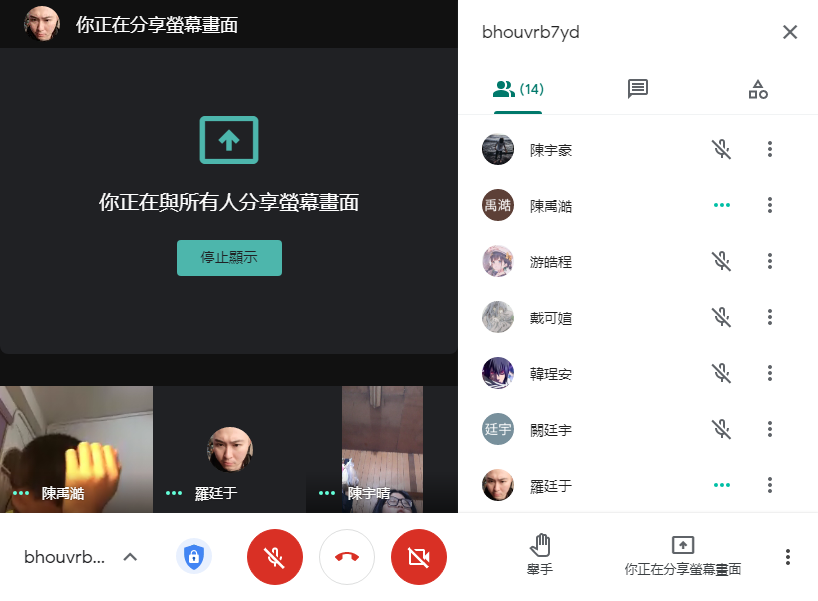 你正在分享螢幕畫面
你正在與所有人分享螢幕畫面
停止顯示
陳禹澔
羅廷于
陳宇晴
bhouvrb...
bhouvrb7yd
(14)
陳宇豪
禹澔
陳禹澔
游皓程
戴可媗
韓珵安
廷宇
闕廷宇
羅廷于
舉手
你正在分享螢幕畫面